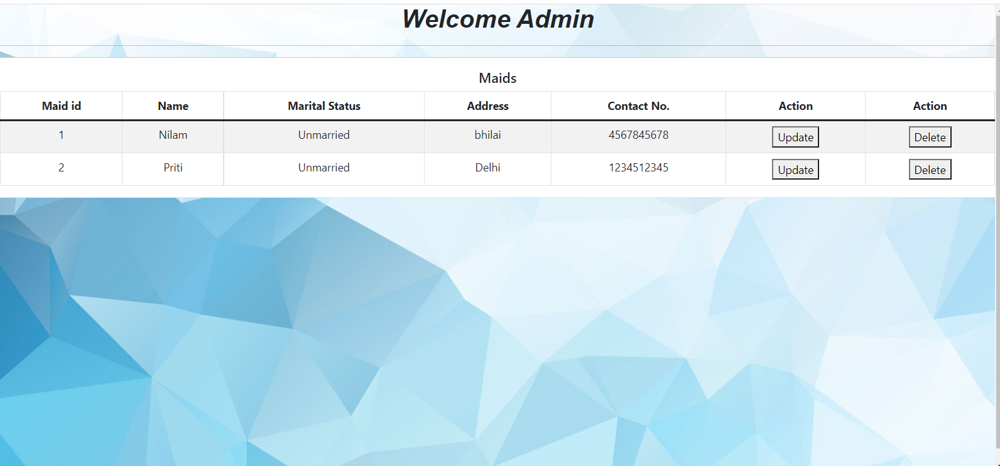 Welcome Admin
Maids
Maid id Name Marital Status Address Contact No. Action Action
1 Nilam Unmarried bhilai 4567845678 Update Delete
2 Priti Unmarried Delhi 1234512345 Update Delete